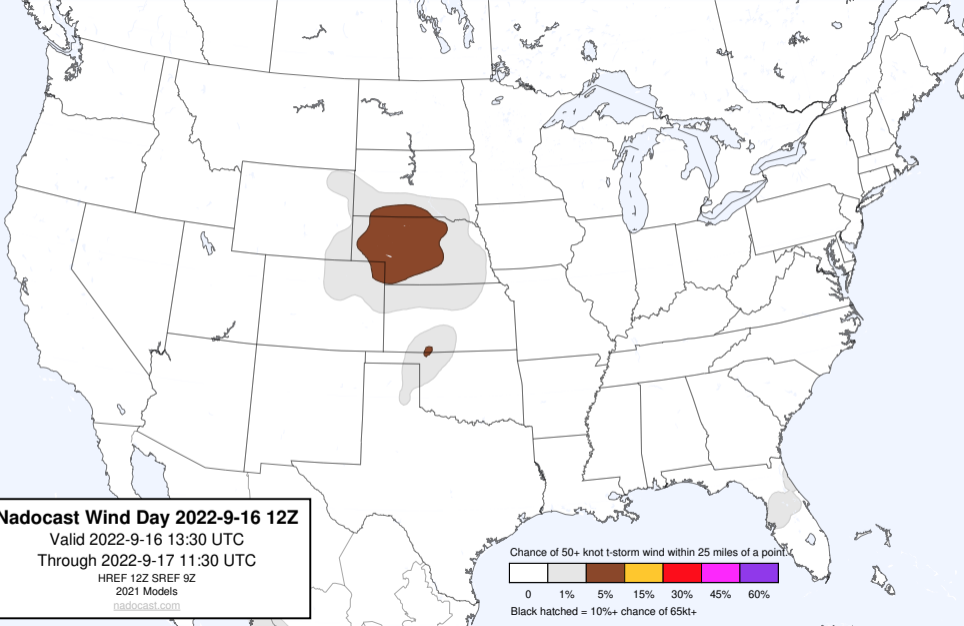 Nadocast Wind Day 2022-9-16 12Z
Valid 2022-9-16 13:30 UTC
Through 2022-9-17 11:30 UTC
HREF 12Z SREF 9Z
2021 Models
nadocast.com
Chance of 50+ knot t-storm wind within 25 miles of a point.
0 1% 5% 15% 30% 45% 60%
Black hatched = 10%+ chance of 65kt+